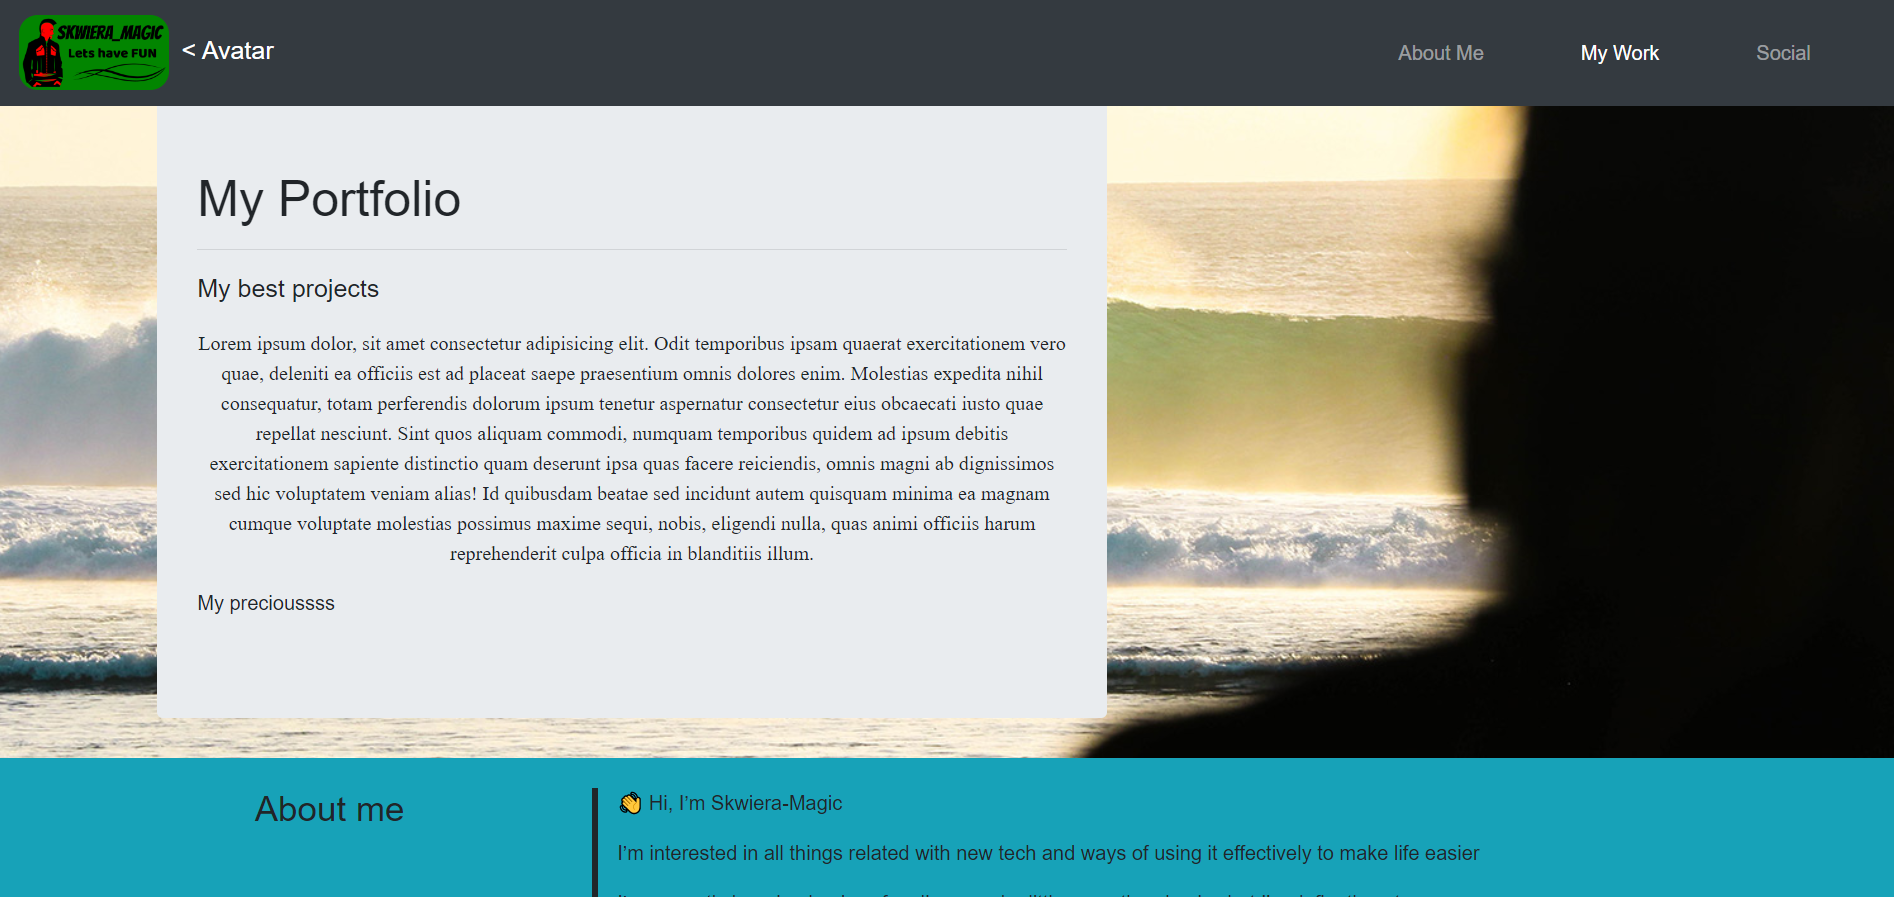 SKWIERA_MAGIC
Lets have FUN
< Avatar
About Me
My Work
Social
My Portfolio
My best projects
Lorem ipsum dolor, sit amet consectetur adipisicing elit. Odit temporibus ipsam quaerat exercitationem vero
quae, deleniti ea officiis est ad placeat saepe praesentium omnis dolores enim. Molestias expedita nihil
consequatur, totam perferendis dolorum ipsum tenetur aspernatur consectetur eius obcaecati iusto quae
repellat nesciunt. Sint quos aliquam commodi, numquam temporibus quidem ad ipsum debitis
exercitationem sapiente distinctio quam deserunt ipsa quas facere reiciendis, omnis magni ab dignissimos
sed hic voluptatem veniam alias! Id quibusdam beatae sed incidunt autem quisquam minima ea magnam
cumque voluptate molestias possimus maxime sequi, nobis, eligendi nulla, quas animi officiis harum
reprehenderit culpa officia in blanditiis illum.
My precioussss
About me
👋 Hi, I’m Skwiera-Magic
I’m interested in all things related with new tech and ways of using it effectively to make life easier